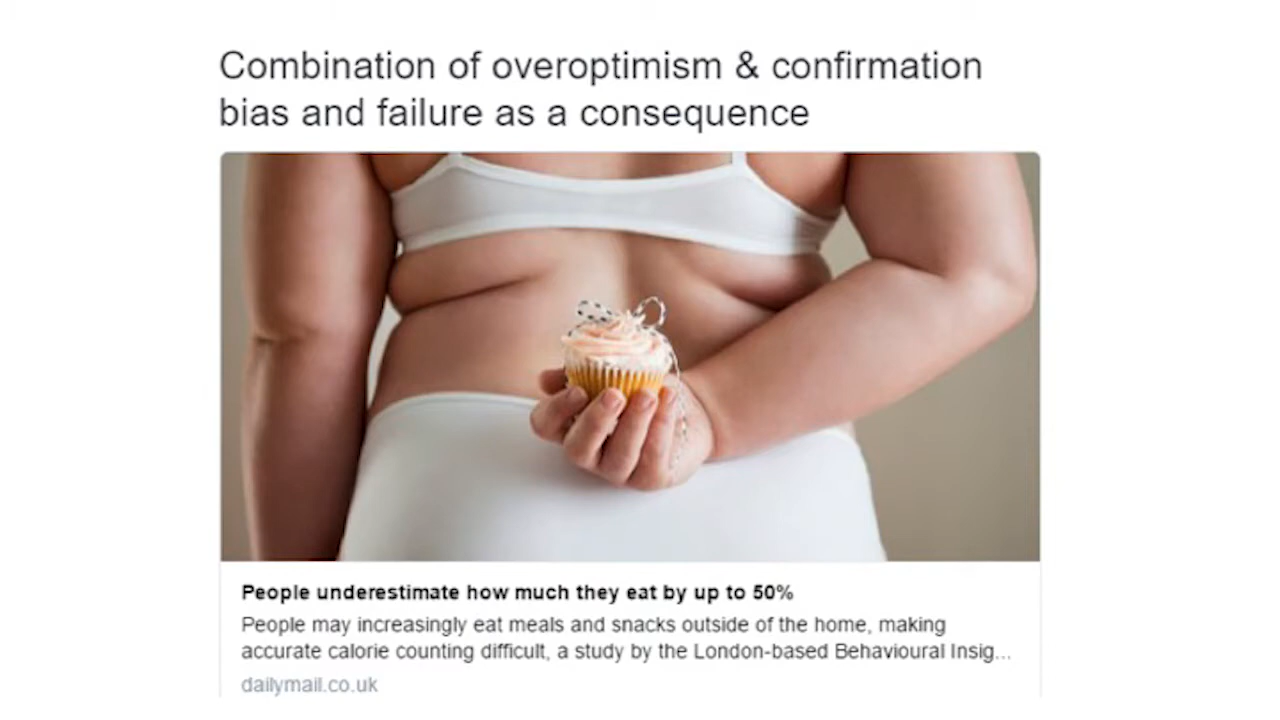 Combination of overoptimism & confirmation
bias and failure as a consequence
People underestimate how much they eat by up to 50%
People may increasingly eat meals and snacks outside of the home, making
accurate calorie counting difficult, a study by the London-based Behavioural Insig...
dailymail.co.uk